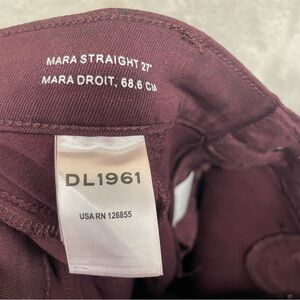 MARA STRAIGHT 27"
MARA DROIT, 68.6 CM
DL1961
USA RN 126855